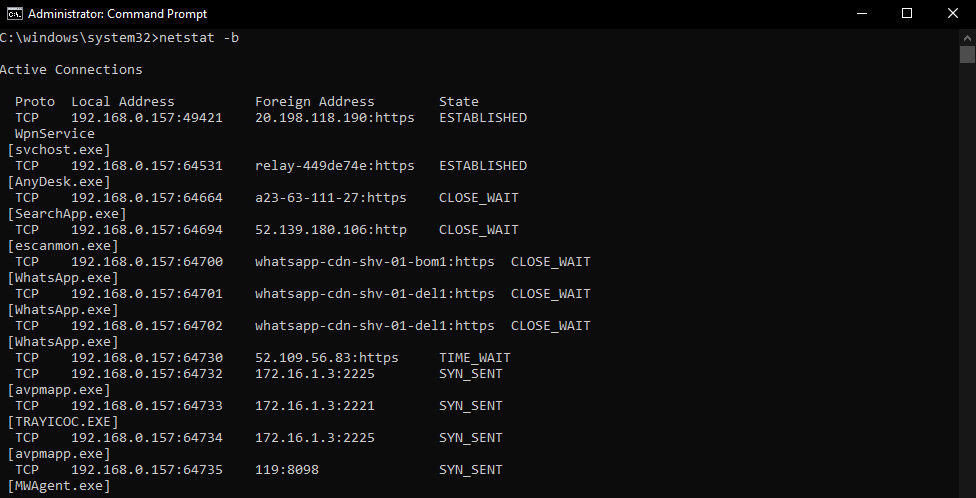 Administrator: Command Prompt
C:\windows\system32>netstat -b
Active Connections
Proto  Local Address          Foreign Address        State
TCP    192.168.0.157:49421    20.198.118.190:https   ESTABLISHED
WpnService
[svchost.exe]
TCP    192.168.0.157:64531    relay-449de74e:https   ESTABLISHED
[AnyDesk.exe]
TCP    192.168.0.157:64664    a23-63-111-27:https    CLOSE_WAIT
[SearchApp.exe]
TCP    192.168.0.157:64694    52.139.180.106:http    CLOSE_WAIT
[escanmon.exe]
TCP    192.168.0.157:64700    whatsapp-cdn-shv-01-bom1:https  CLOSE_WAIT
[WhatsApp.exe]
TCP    192.168.0.157:64701    whatsapp-cdn-shv-01-del1:https  CLOSE_WAIT
[WhatsApp.exe]
TCP    192.168.0.157:64702    whatsapp-cdn-shv-01-del1:https  CLOSE_WAIT
[WhatsApp.exe]
TCP    192.168.0.157:64730    52.109.56.83:https     TIME_WAIT
TCP    192.168.0.157:64732    172.16.1.3:2225        SYN_SENT
[avpmapp.exe]
TCP    192.168.0.157:64733    172.16.1.3:2221        SYN_SENT
[TRAYICOC.EXE]
TCP    192.168.0.157:64734    172.16.1.3:2225        SYN_SENT
[avpmapp.exe]
TCP    192.168.0.157:64735    119:8098               SYN_SENT
[MWAgent.exe]